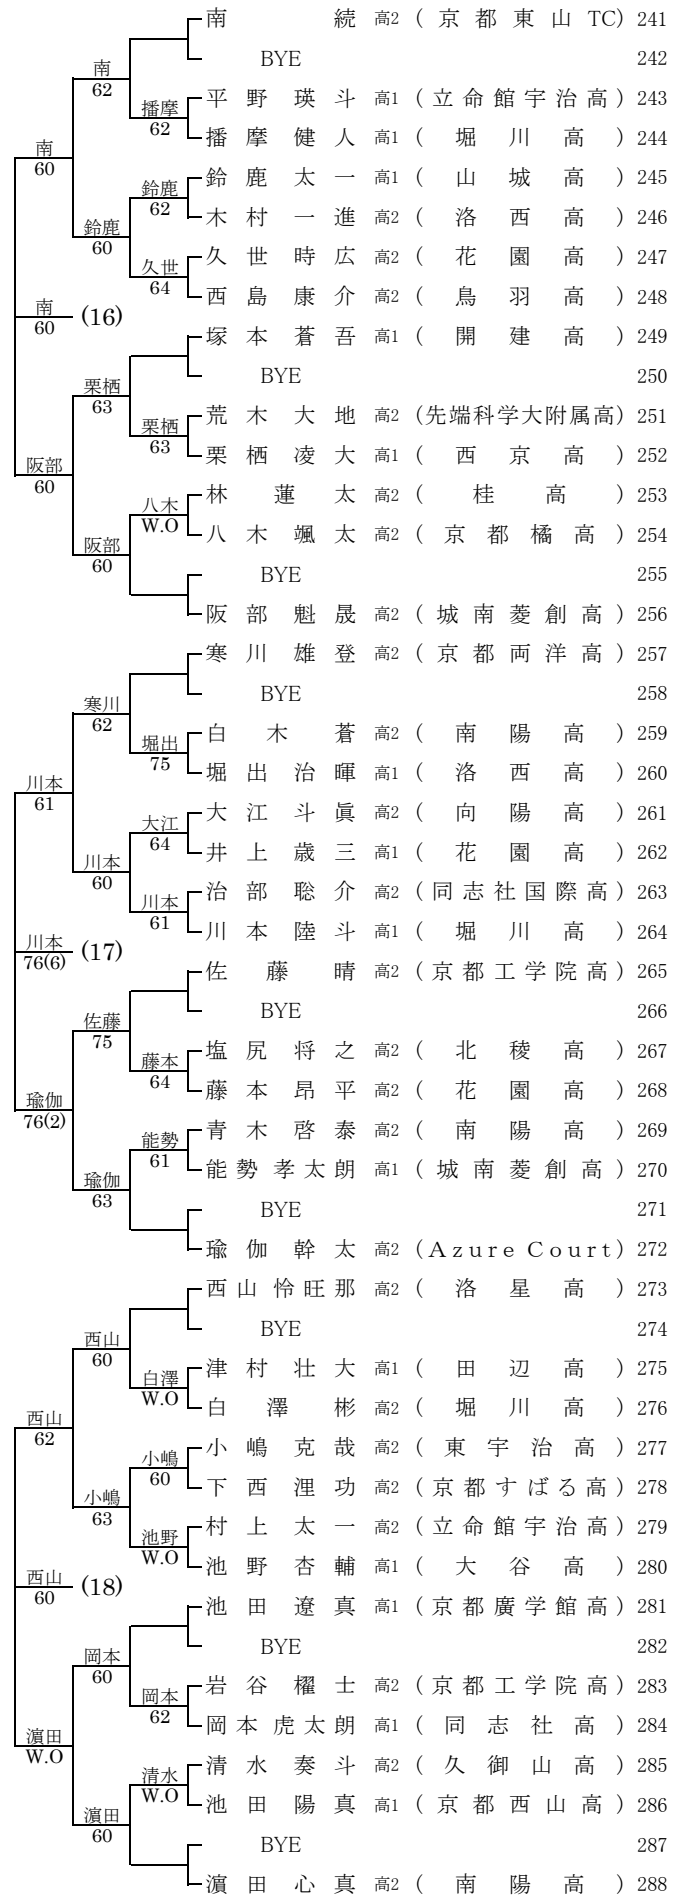 南 続 高2 (京都東山TC) 241
BYE 242
南
62
平野瑛斗 高1 (立命館宇治高) 243
播摩
62
播摩健人 高1 (堀川高) 244
南
60
鈴鹿太一 高1 (山城高) 245
鈴鹿
62
木村一進 高2 (洛西高) 246
鈴鹿
60
久世時広 高2 (花園高) 247
久世
64
西島康介 高2 (鳥羽高) 248
南
60
(16)
塚本蒼吾 高1 (開建高) 249
BYE 250
栗栖
63
荒木大地 高2 (先端科学大附属高) 251
栗栖
63
栗栖凌大 高1 (西京高) 252
阪部
60
林蓮太 高2 (桂高) 253
八木
W.O
八木颯太 高2 (京都橘高) 254
阪部
60
BYE 255
阪部魁晟 高2 (城南菱創高) 256
寒川雄登 高2 (京都両洋高) 257
BYE 258
寒川
62
白木蒼 高2 (南陽高) 259
堀出
75
堀出治暉 高1 (洛西高) 260
川本
61
大江斗眞 高2 (向陽高) 261
大江
64
井上歳三 高1 (花園高) 262
川本
60
治部聡介 高2 (同志社国際高) 263
川本
61
川本陸斗 高1 (堀川高) 264
川本
76(6)
(17)
佐藤晴 高2 (京都工学院高) 265
BYE 266
佐藤
75
塩尻将之 高2 (北稜高) 267
藤本
64
藤本昂平 高2 (花園高) 268
瑜伽
76(2)
青木啓泰 高2 (南陽高) 269
能勢
61
能勢孝太朗 高1 (城南菱創高) 270
瑜伽
63
BYE 271
瑜伽幹太 高2 (Azure Court) 272
西山怜旺那 高2 (洛星高) 273
BYE 274
西山
60
津村壮大 高1 (田辺高) 275
白澤
W.O
白澤彬 高2 (堀川高) 276
西山
62
小嶋克哉 高2 (東宇治高) 277
小嶋
60
下西浬功 高2 (京都すばる高) 278
小嶋
63
村上太一 高2 (立命館宇治高) 279
池野
W.O
池野杏輔 高1 (大谷高) 280
西山
60
(18)
池田遼真 高1 (京都廣学館高) 281
BYE 282
岡本
60
岩谷櫂士 高2 (京都工学院高) 283
岡本
62
岡本虎太朗 高1 (同志社高) 284
濵田
W.O
清水奏斗 高2 (久御山高) 285
清水
W.O
池田陽真 高1 (京都西山高) 286
濵田
60
BYE 287
濵田心真 高2 (南陽高) 288